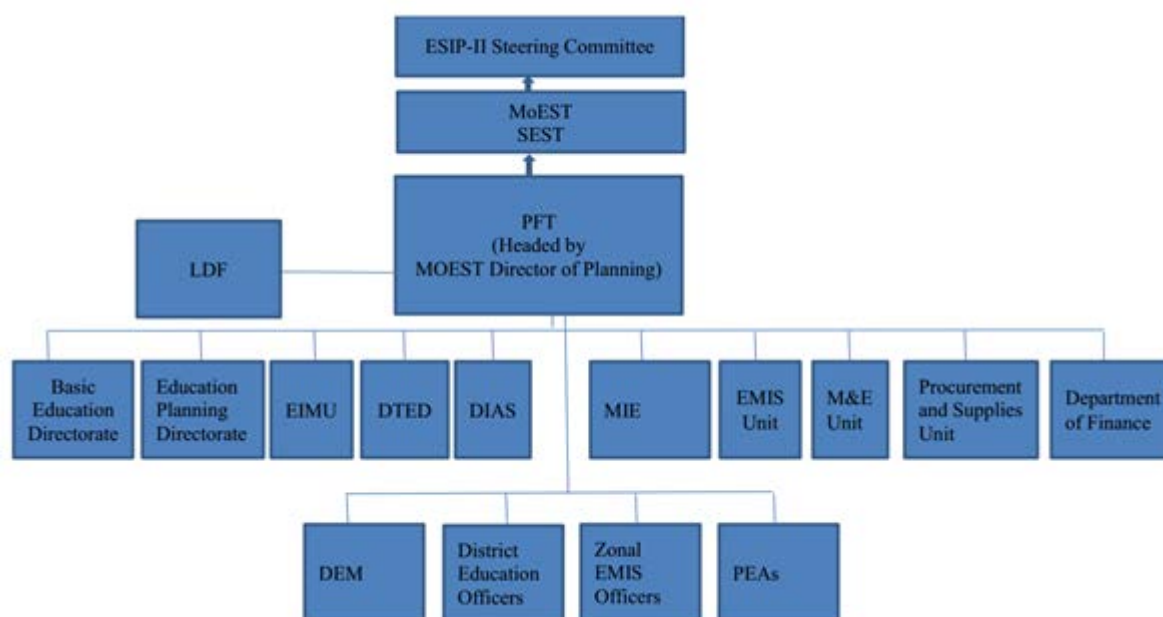 ESIP-II Steering Committee
MoEST
SEST
PFT
(Headed by
MOEST Director of Planning)
LDF
Basic
Education
Directorate
Education
Planning
Directorate
EIMU
DTED
DIAS
MIE
EMIS
Unit
M&E
Unit
Procurement
and Supplies
Unit
Department
of Finance
DEM
District
Education
Officers
Zonal
EMIS
Officers
PEAs